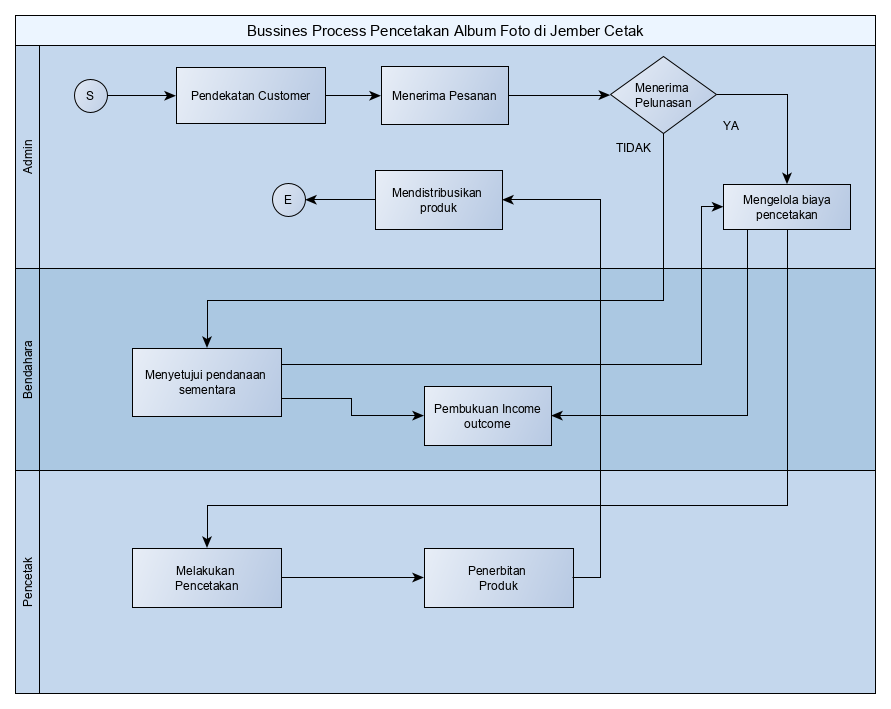 Bussines Process Pencetakan Album Foto di Jember Cetak
Admin
S
Pendekatan Customer
Menerima Pesanan
Menerima
Pelunasan
YA
TIDAK
Mengelola biaya
pencetakan
Mendistribusikan
produk
E
Bendahara
Menyetujui pendanaan
sementara
Pembukuan Income
outcome
Pencetak
Melakukan
Pencetakan
Penerbitan
Produk